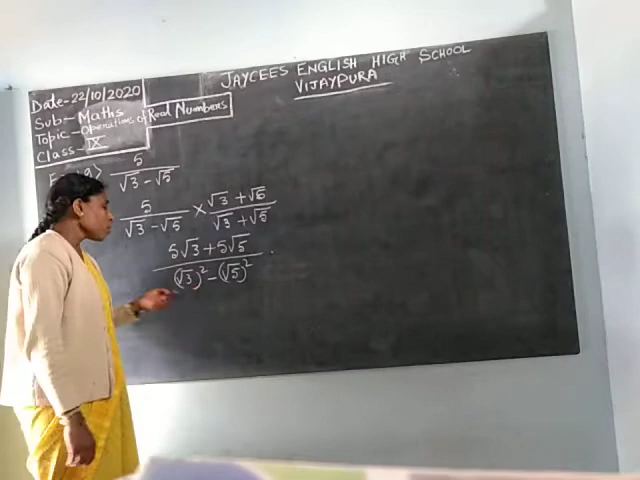 JAYCEES ENGLISH HIGH SCHOOL
VIJAYPURA
Date-22/10/2020
Sub:- Maths
Topic - Operations of Real Numbers
Class - IX
5 / √3 - √5
5 / √3 - √5 × √3 + √5 / √3 + √5
5√3 + 5√5 / (√3)² - (√5)²